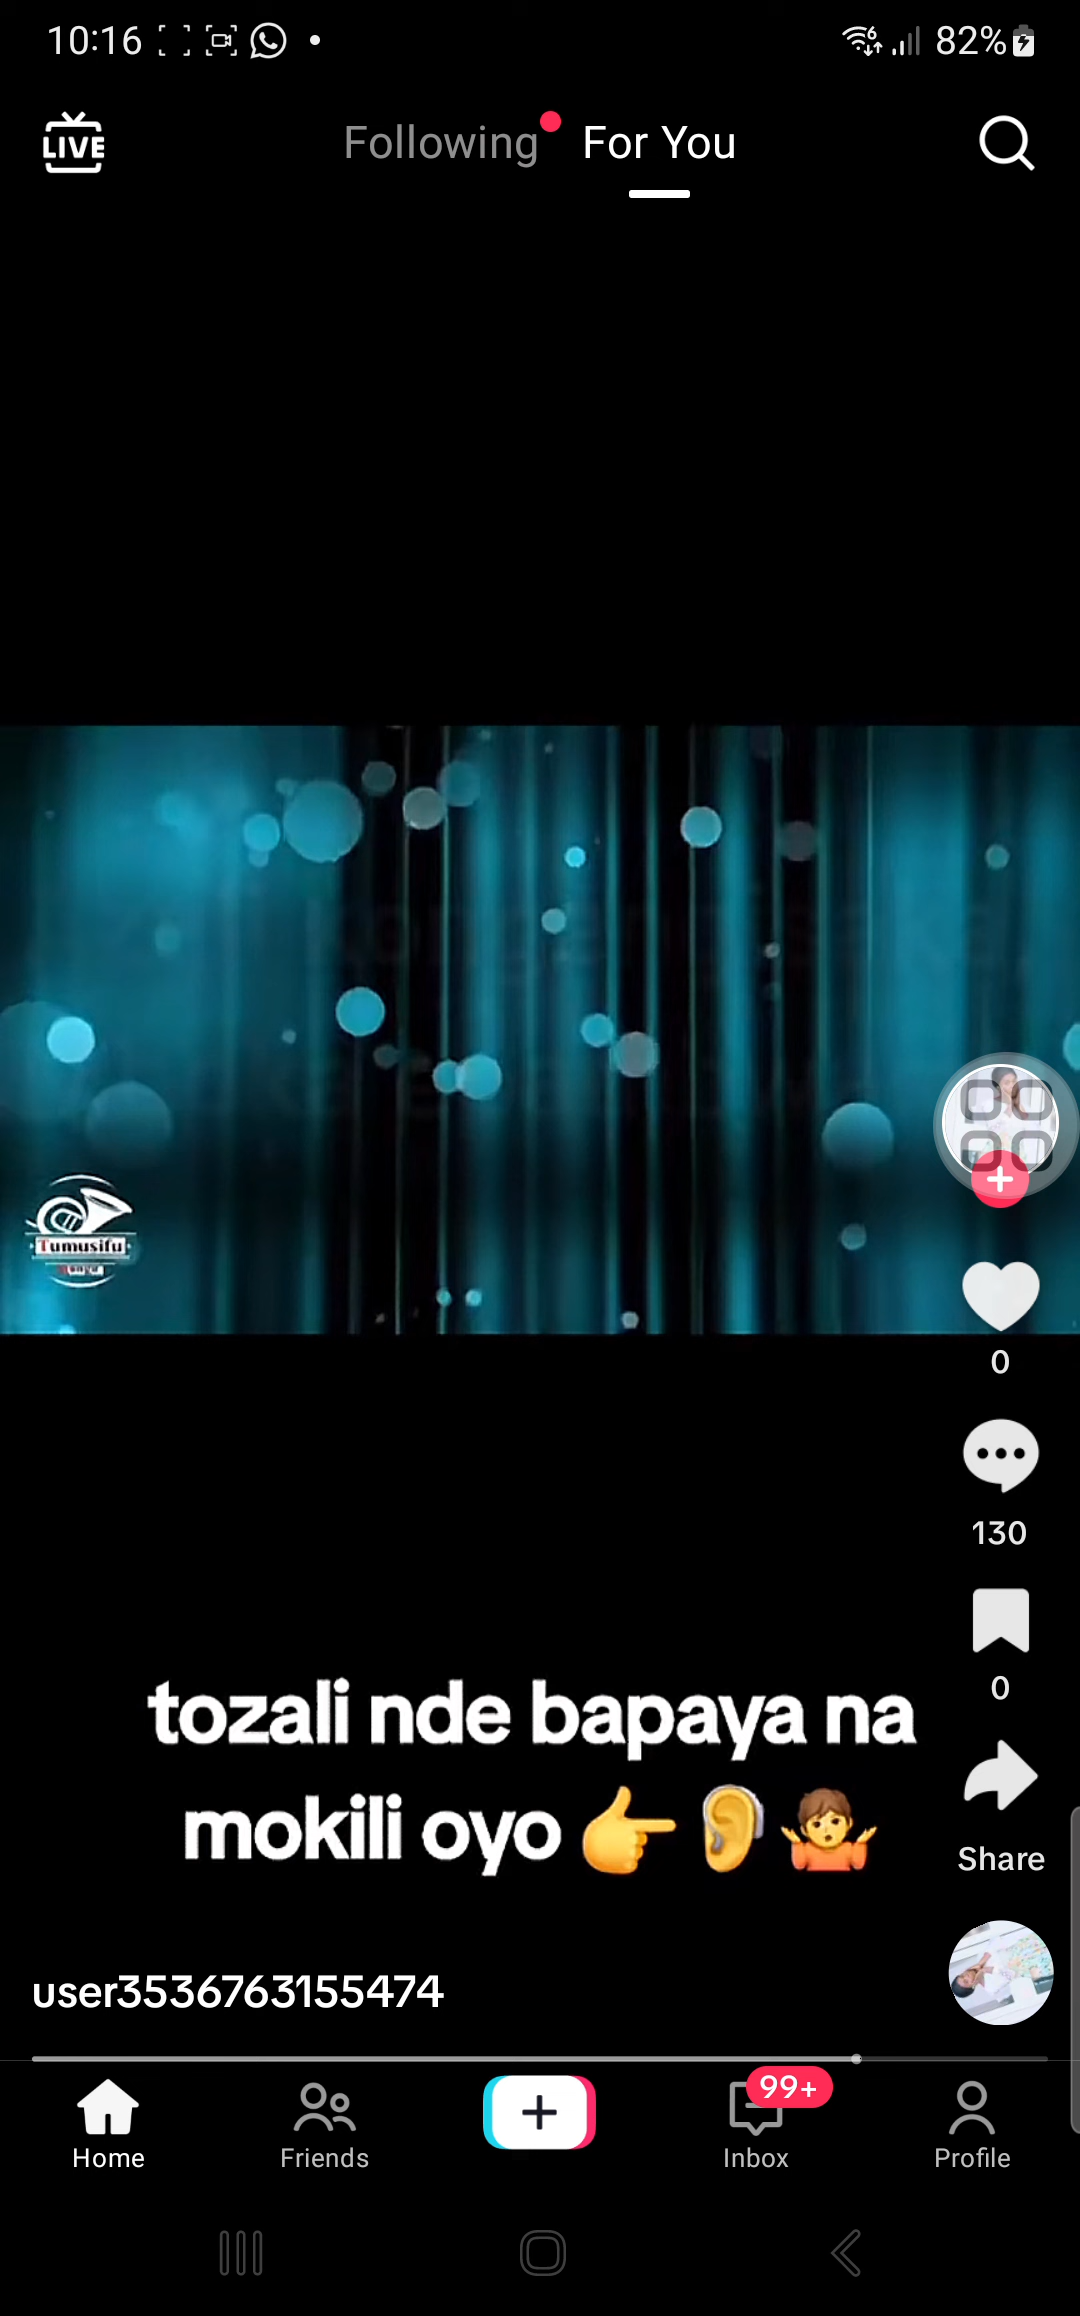 10:16
82%
LIVE
Following
For You
Tumusifu
0
130
0
tozali nde bapaya na
mokili oyo 👉🦻🤷
Share
user3536763155474
99+
Home
Friends
Inbox
Profile